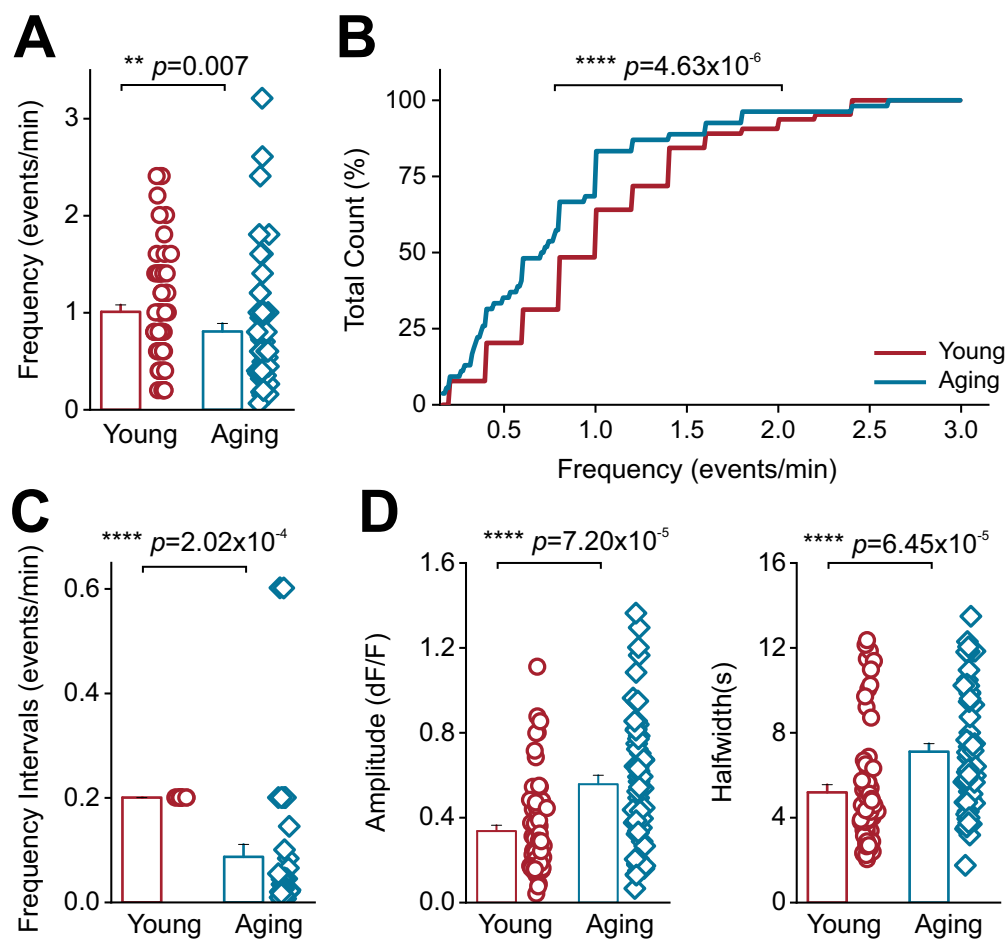 A
** p=0.007
Frequency (events/min)
3
2
1
0
Young
Aging
B
**** p=4.63x10⁻⁶
Total Count (%)
100
75
50
25
0
0.5
1.0
1.5
2.0
2.5
3.0
Frequency (events/min)
Young
Aging
C
**** p=2.02x10⁻⁴
Frequency Intervals (events/min)
0.6
0.4
0.2
0.0
Young
Aging
D
**** p=7.20x10⁻⁵
Amplitude (dF/F)
1.6
1.2
0.8
0.4
0.0
Young
Aging
**** p=6.45x10⁻⁵
Halfwidth(s)
16
12
8
4
0
Young
Aging